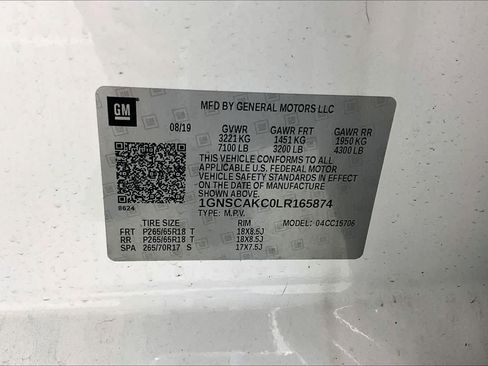 GM
MFD BY GENERAL MOTORS LLC
08/19 GVWR GAWR FRT GAWR RR
3221 KG 1451 KG 1950 KG
7100 LB 3200 LB 4300 LB
THIS VEHICLE CONFORMS TO ALL
APPLICABLE U.S. FEDERAL MOTOR
VEHICLE SAFETY STANDARDS IN
EFFECT ON THE DATE OF
MANUFACTURE SHOWN ABOVE.
1GNSCAKC0LR165874
8624 TYPE: M.P.V.
TIRE SIZE RIM MODEL: 04CC15706
FRT P265/65R18 T 18X8.5J
RR P265/65R18 T 18X8.5J
SPA 265/70R17 S 17X7.5J